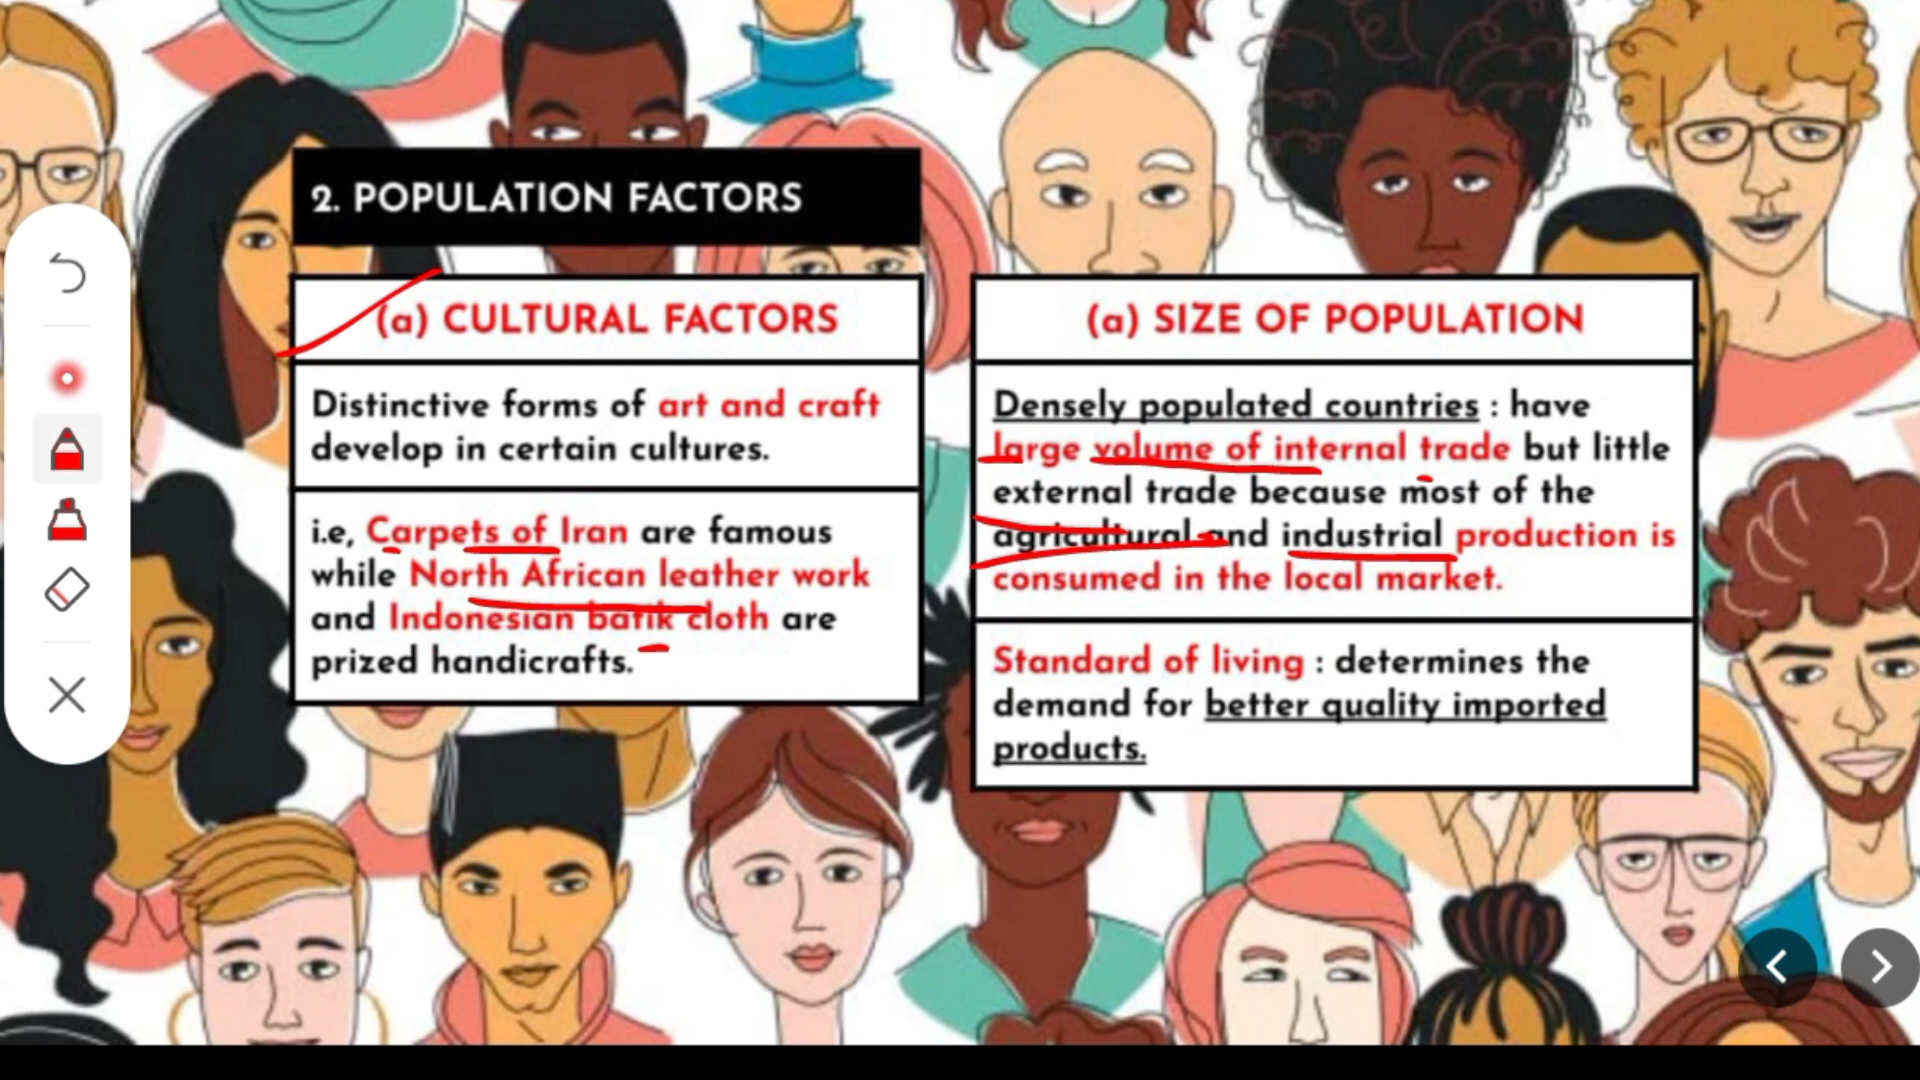 2. POPULATION FACTORS
(a) CULTURAL FACTORS
Distinctive forms of art and craft
develop in certain cultures.
i.e, Carpets of Iran are famous
while North African leather work
and Indonesian batik cloth are
prized handicrafts.
(a) SIZE OF POPULATION
Densely populated countries : have
large volume of internal trade but little
external trade because most of the
agricultural and industrial production is
consumed in the local market.
Standard of living : determines the
demand for better quality imported
products.